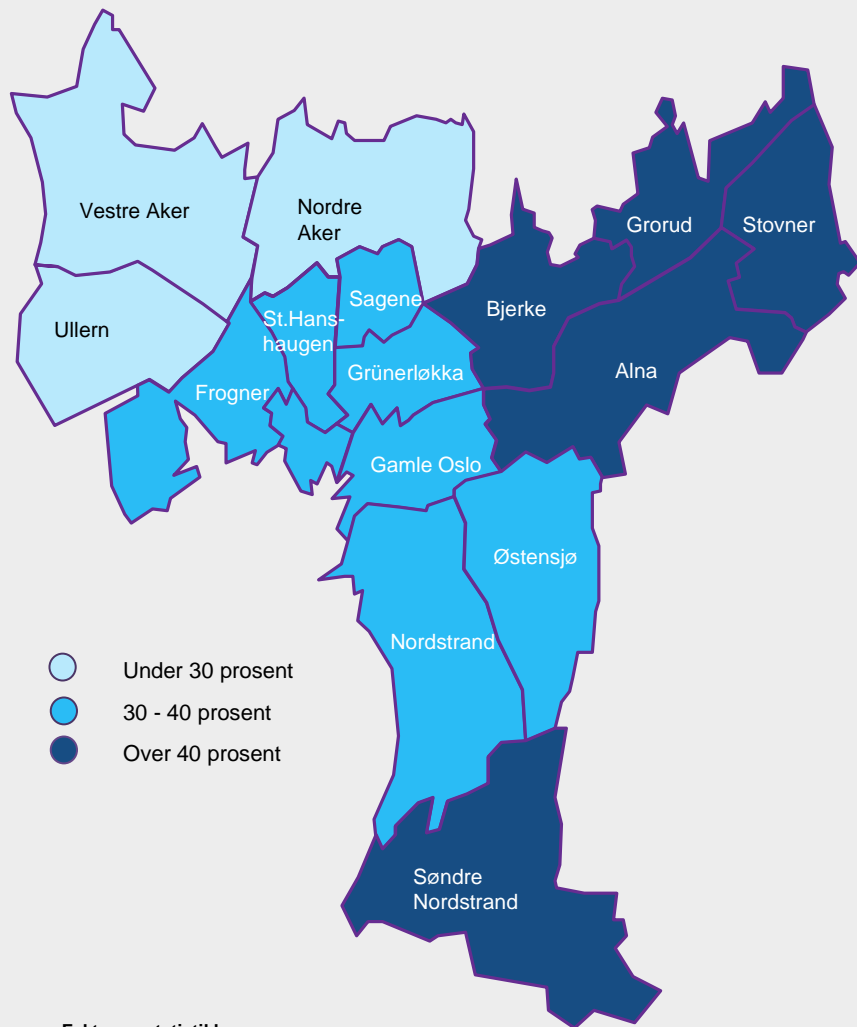 Vestre Aker
Nordre
Aker
Grorud
Stovner
Sagene
Bjerke
St.Hans-
haugen
Ullern
Grünerløkka
Alna
Frogner
Gamle Oslo
Østensjø
Nordstrand
Under 30 prosent
30 - 40 prosent
Over 40 prosent
Søndre
Nordstrand